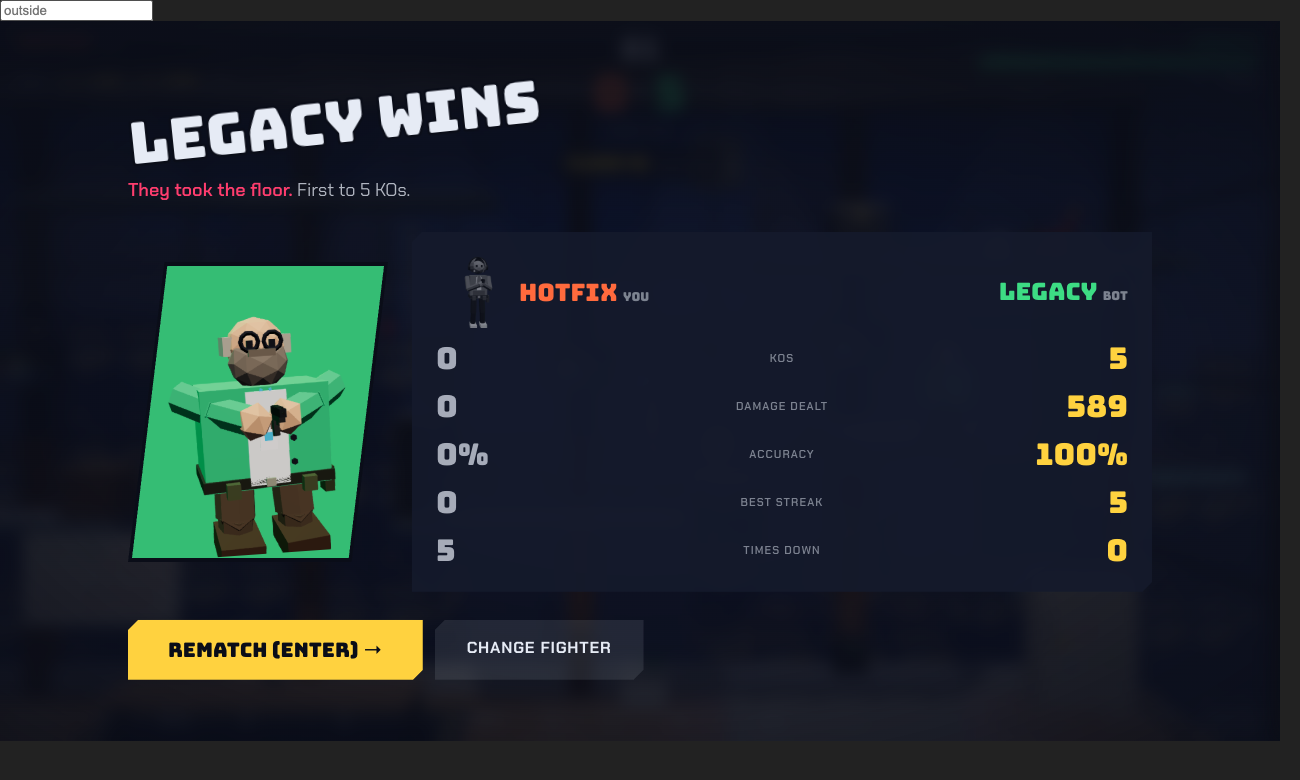 outside
LEGACY WINS
They took the floor. First to 5 KOs.
HOTFIX YOU
LEGACY BOT
0 KOS 5
0 DAMAGE DEALT 589
0% ACCURACY 100%
0 BEST STREAK 5
5 TIMES DOWN 0
REMATCH (ENTER) →
CHANGE FIGHTER